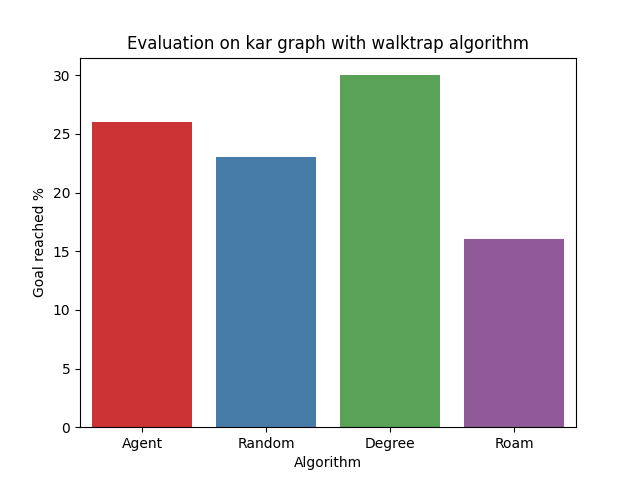 Evaluation on kar graph with walktrap algorithm
30
25
20
15
10
5
0
Goal reached %
Agent Random Degree Roam
Algorithm